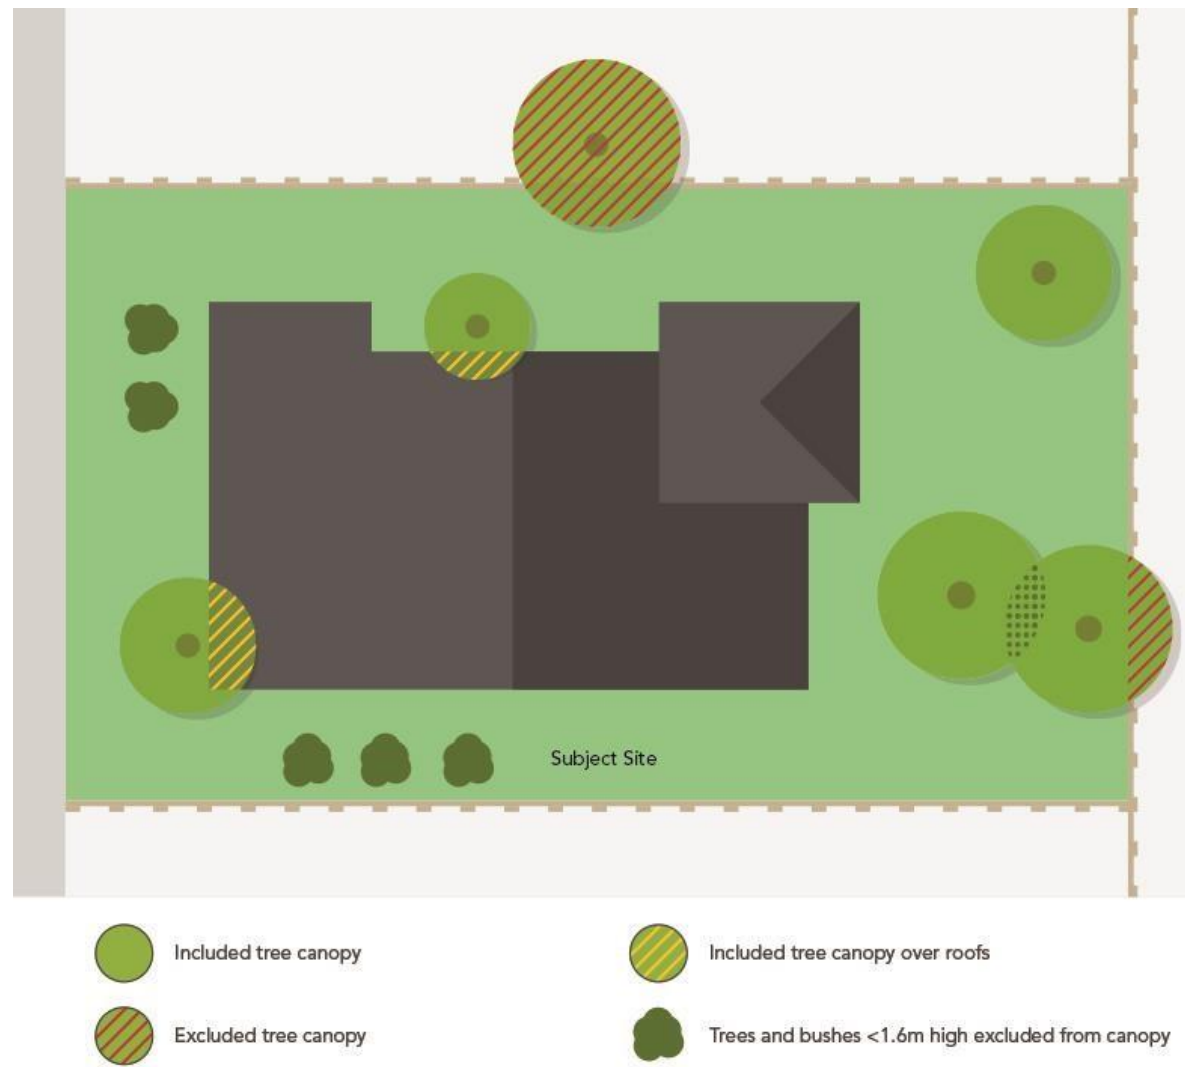 Subject Site
Included tree canopy
Included tree canopy over roofs
Excluded tree canopy
Trees and bushes <1.6m high excluded from canopy